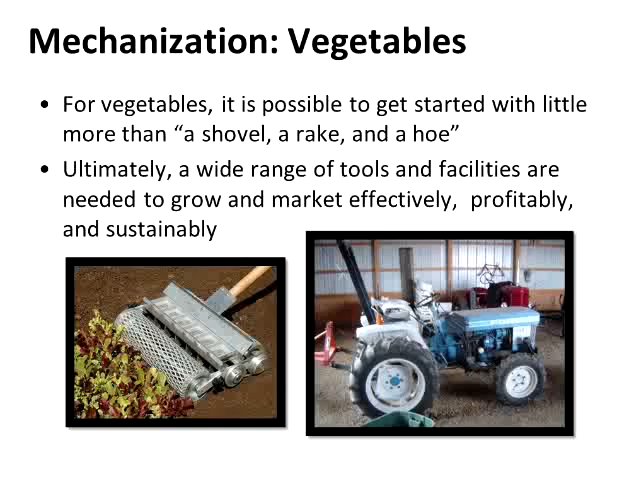 Mechanization: Vegetables
• For vegetables, it is possible to get started with little
more than “a shovel, a rake, and a hoe”
• Ultimately, a wide range of tools and facilities are
needed to grow and market effectively,  profitably,
and sustainably